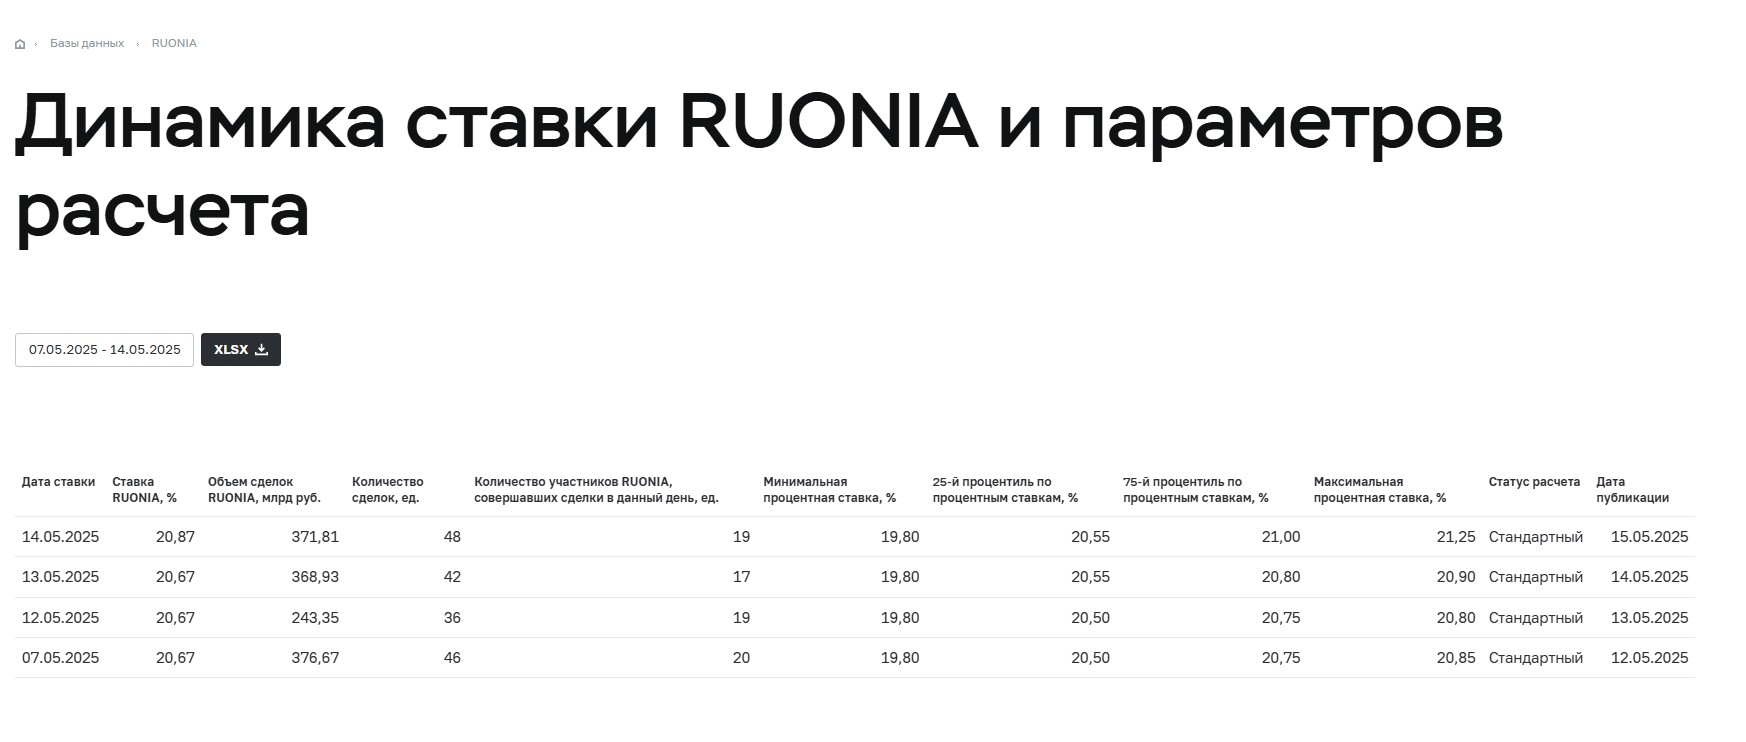 Базы данных RUONIA
Динамика ставки RUONIA и параметров
расчета
07.05.2025 - 14.05.2025 XLSX
Дата ставки Ставка RUONIA, % Объем сделок RUONIA, млрд руб. Количество сделок, ед. Количество участников RUONIA, совершавших сделки в данный день, ед. Минимальная процентная ставка, % 25-й процентиль по процентным ставкам, % 75-й процентиль по процентным ставкам, % Максимальная процентная ставка, % Статус расчета Дата публикации
14.05.2025 20,87 371,81 48 19 19,80 20,55 21,00 21,25 Стандартный 15.05.2025
13.05.2025 20,67 368,93 42 17 19,80 20,55 20,80 20,90 Стандартный 14.05.2025
12.05.2025 20,67 243,35 36 19 19,80 20,50 20,75 20,80 Стандартный 13.05.2025
07.05.2025 20,67 376,67 46 20 19,80 20,50 20,75 20,85 Стандартный 12.05.2025